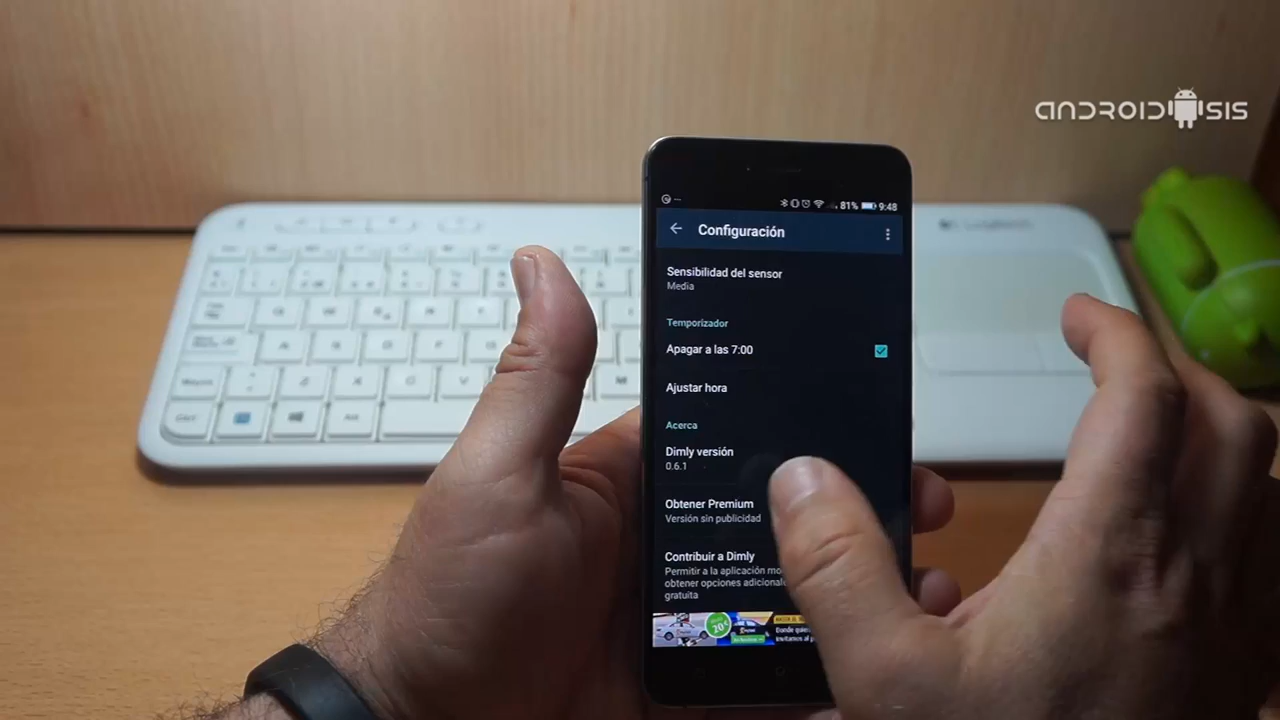 ANDROIDSIS
81% 9:48
Configuración
Sensibilidad del sensor
Media
Temporizador
Apagar a las 7:00
Ajustar hora
Acerca
Dimly versión
0.6.1
Obtener Premium
Versión sin publicidad
Contribuir a Dimly
Permitir a la aplicación
obtener opciones
gratuita
20€